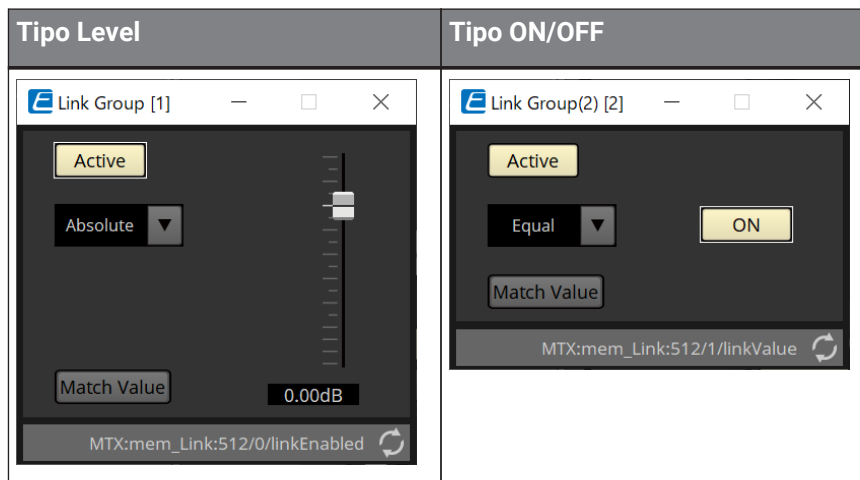 Tipo Level
Tipo ON/OFF
Link Group [1]
Active
Absolute
Match Value
0.00dB
MTX:mem_Link:512/0/linkEnabled
Link Group(2) [2]
Active
Equal
ON
Match Value
MTX:mem_Link:512/1/linkValue